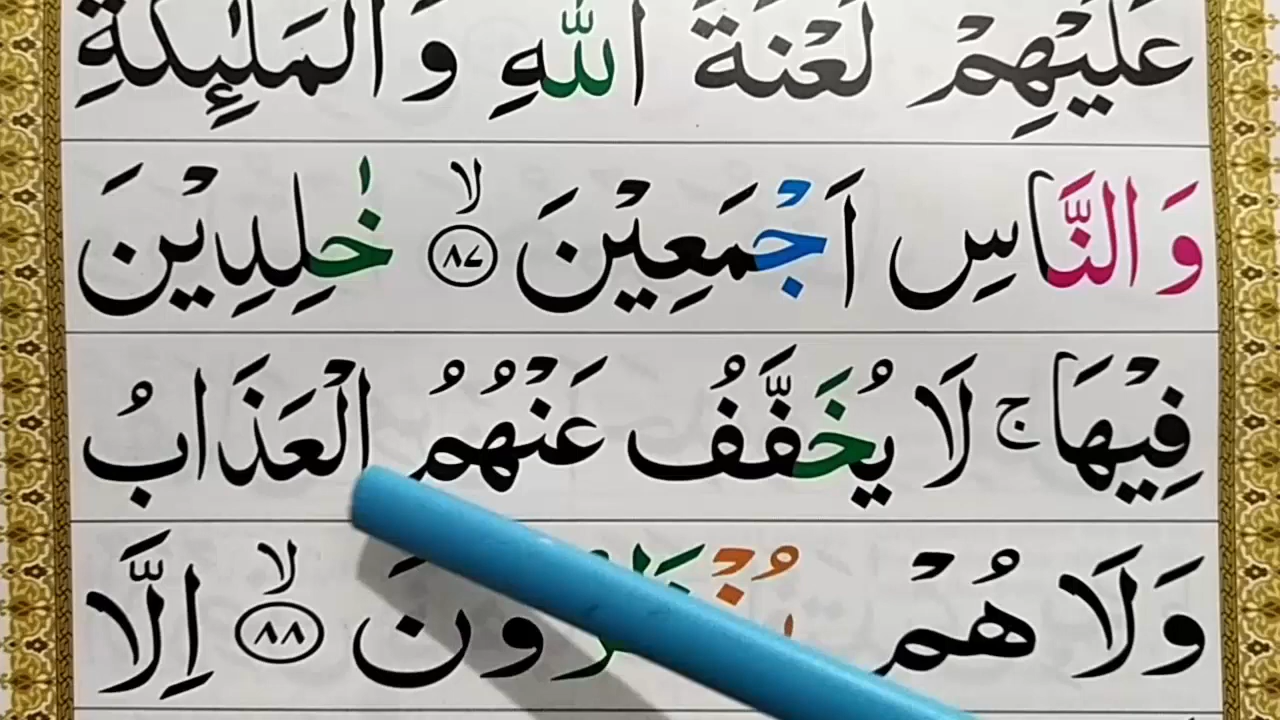 عَلَيْهِمْ لَعْنَةَ اللّٰهِ وَ الْمَلٰٓئِكَةِ
وَ النَّاسِ اَجْمَعِيْنَ ۙ﴿۸۷﴾ خٰلِدِيْنَ
فِيْهَا ۚ لَا يُخَفَّفُ عَنْهُمُ الْعَذَابُ
وَلَا هُمْ اِلَّا ۙ﴿۸۸﴾